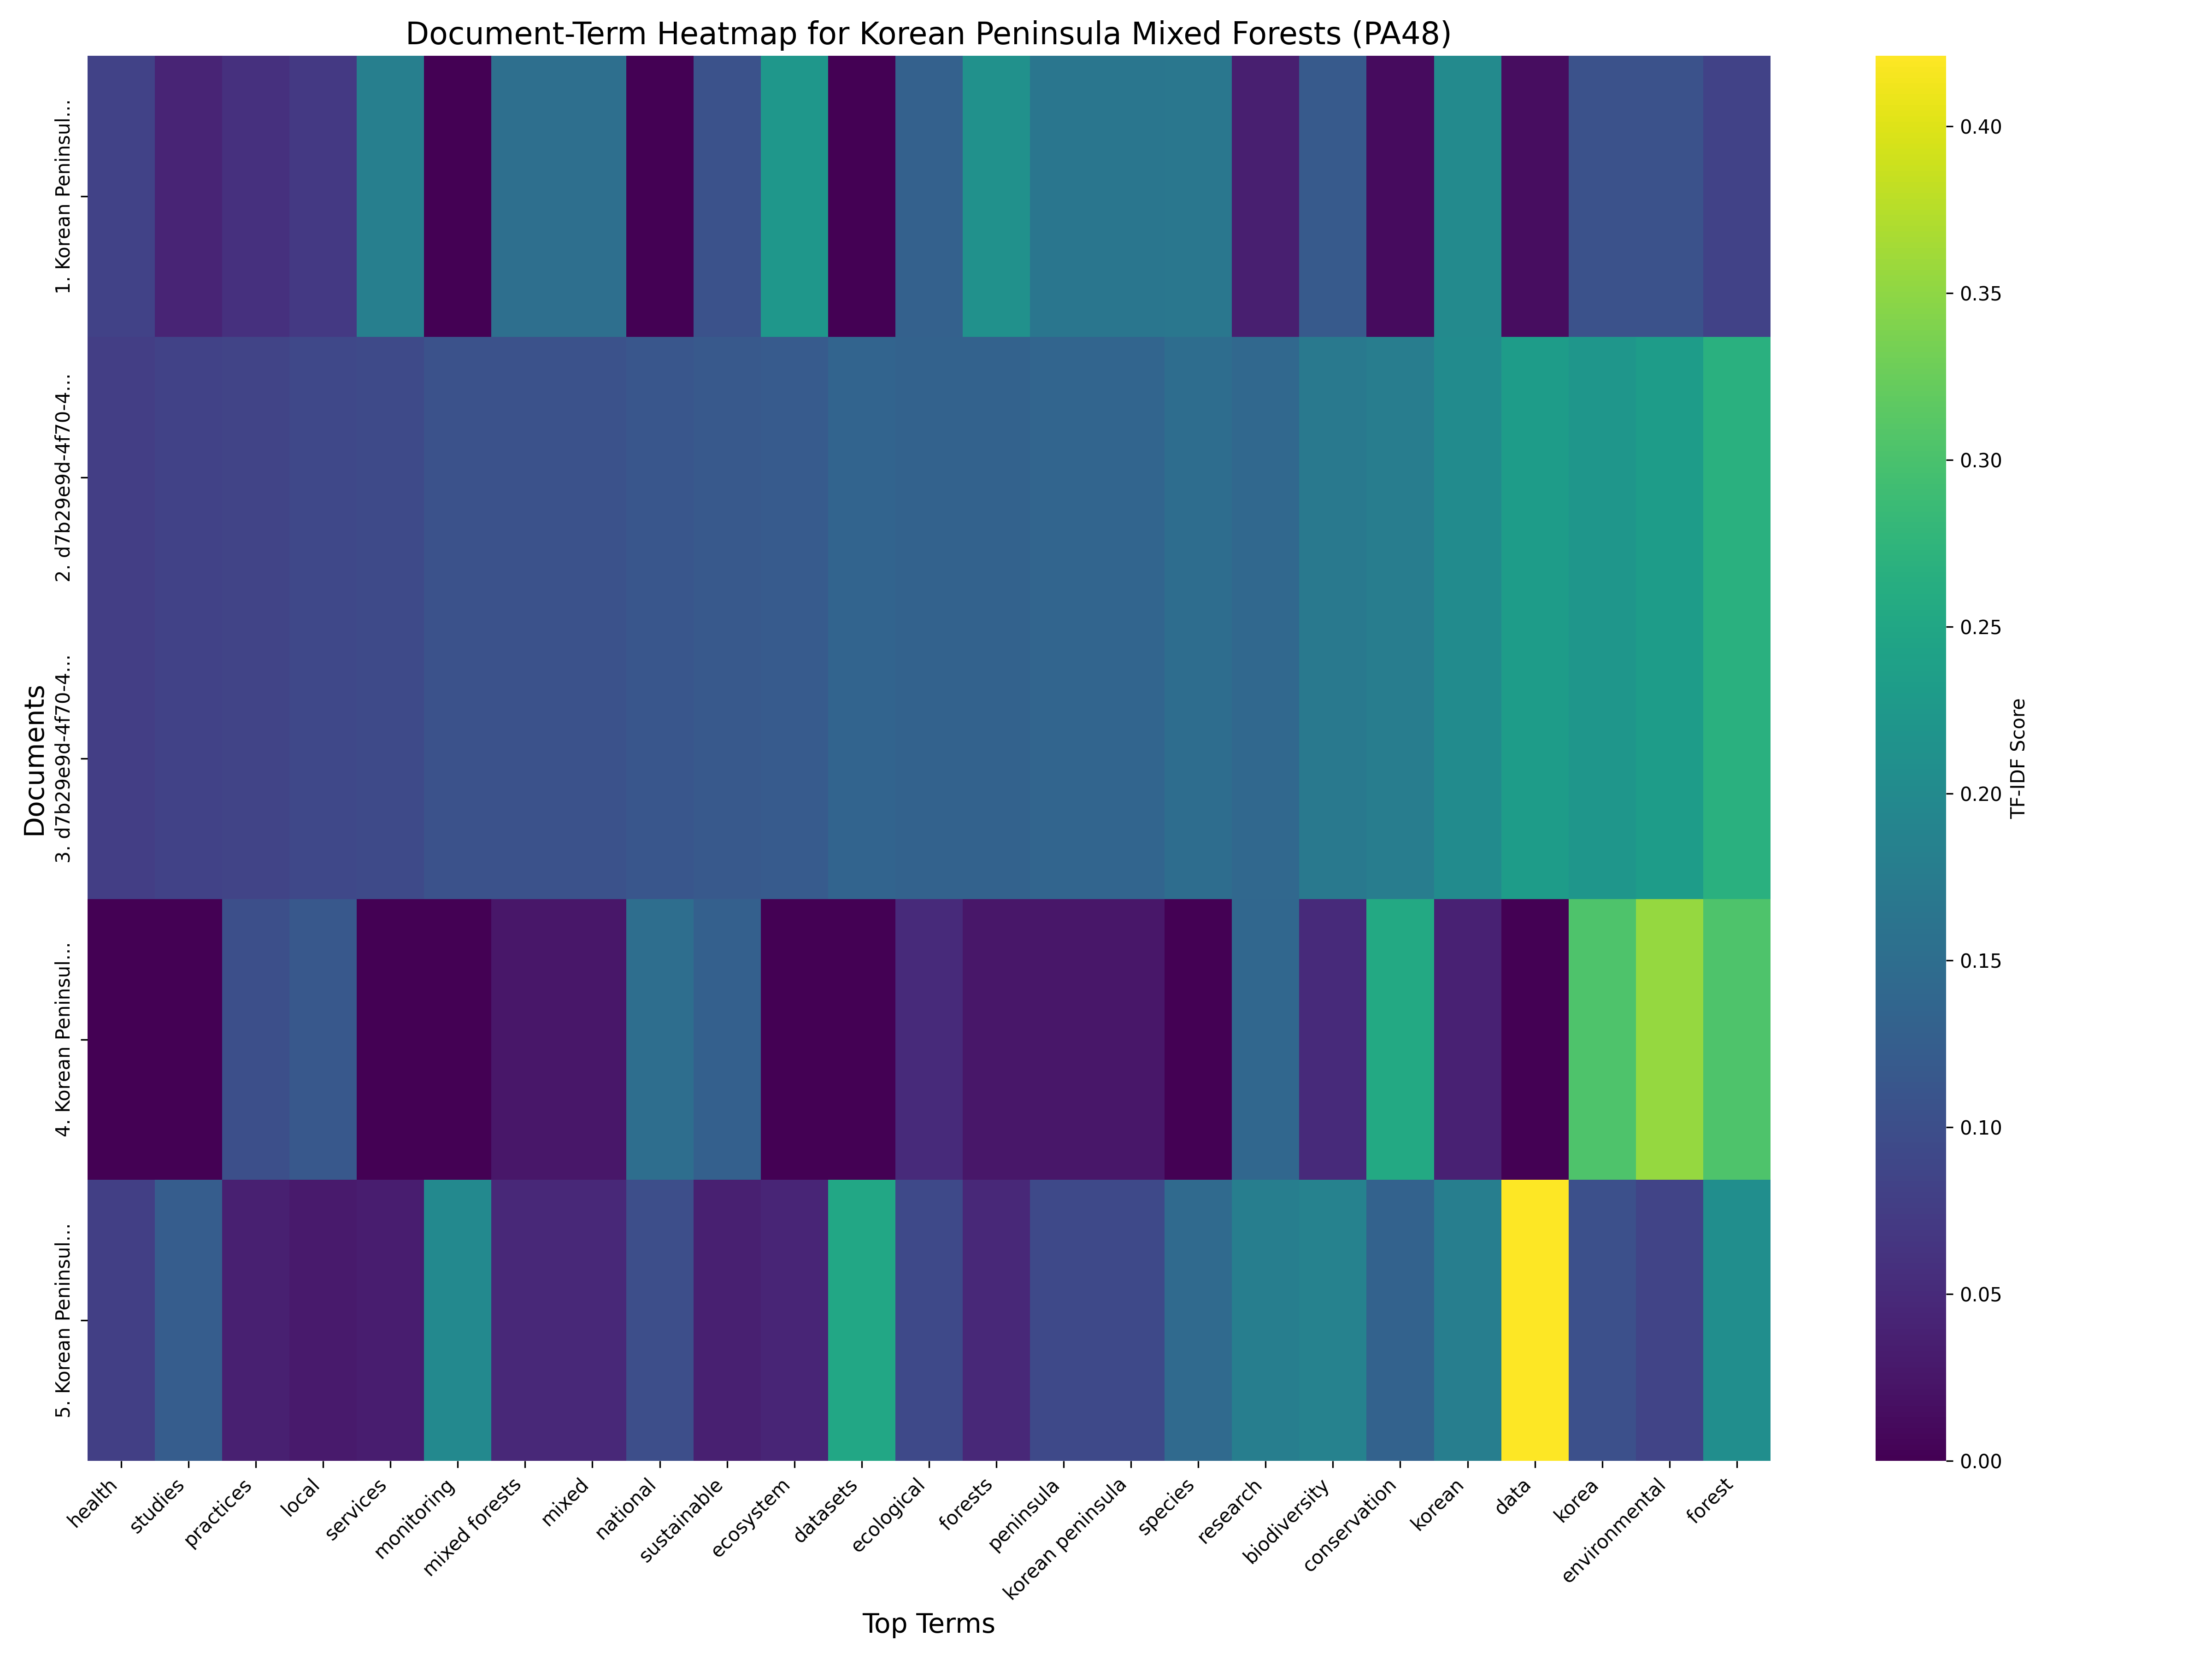 Document-Term Heatmap for Korean Peninsula Mixed Forests (PA48)
Documents
1. Korean Peninsul...
2. d7b29e9d-4f70-4...
3. d7b29e9d-4f70-4...
4. Korean Peninsul...
5. Korean Peninsul...
health
studies
practices
local
services
monitoring
mixed forests
mixed
national
sustainable
ecosystem
datasets
ecological
forests
peninsula
korean peninsula
species
research
biodiversity
conservation
korean
data
korea
environmental
forest
Top Terms
0.40
0.35
0.30
0.25
0.20
0.15
0.10
0.05
0.00
TF-IDF Score